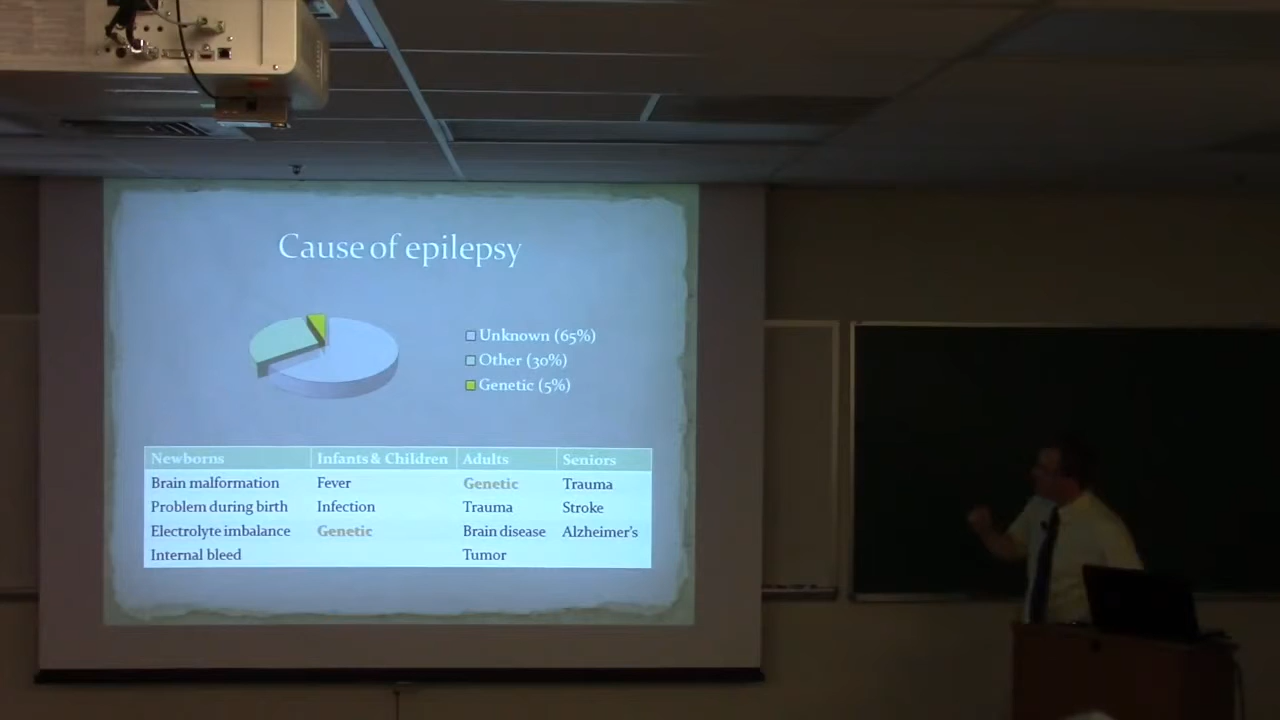 Cause of epilepsy
Unknown (65%)
Other (30%)
Genetic (5%)
Newborns Infants & Children Adults Seniors
Brain malformation Fever Genetic Trauma
Problem during birth Infection Trauma Stroke
Electrolyte imbalance Genetic Brain disease Alzheimer's
Internal bleed Tumor